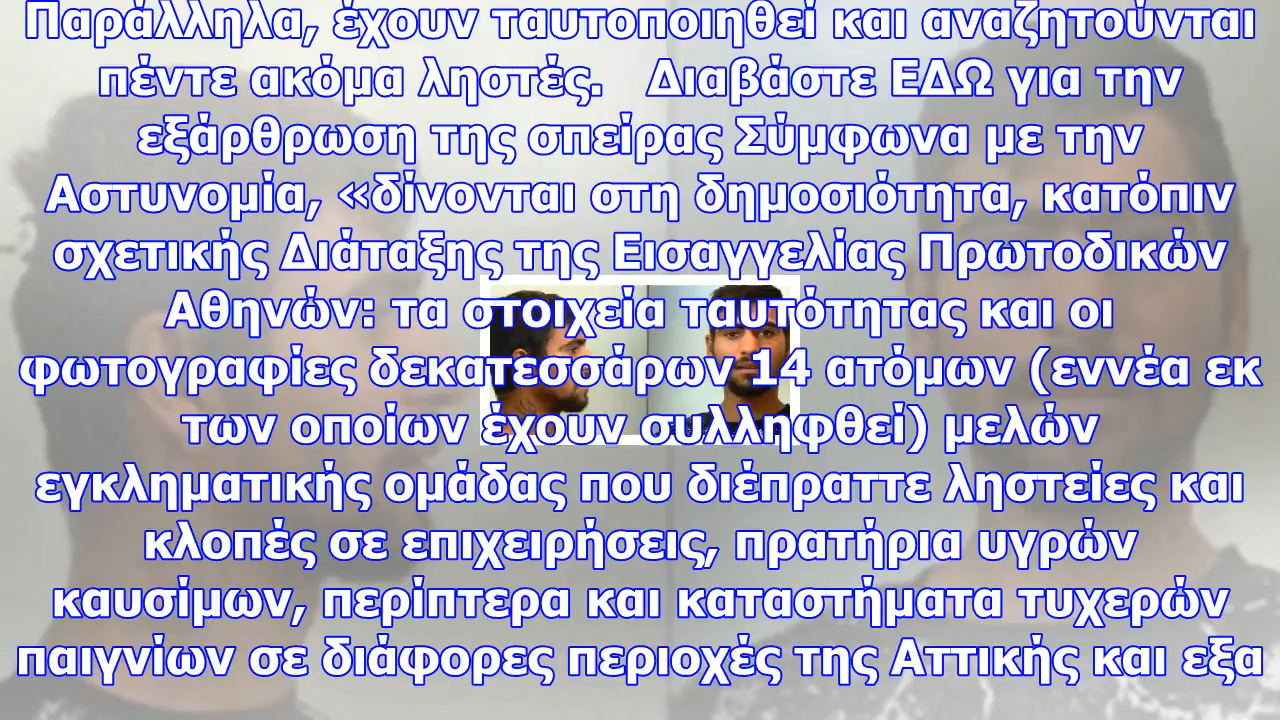 Παράλληλα, έχουν ταυτοποιηθεί και αναζητούνται
πέντε ακόμα ληστές.   Διαβάστε ΕΔΩ για την
εξάρθρωση της σπείρας Σύμφωνα με την
Αστυνομία, «δίνονται στη δημοσιότητα, κατόπιν
σχετικής Διάταξης της Εισαγγελίας Πρωτοδικών
Αθηνών: τα στοιχεία ταυτότητας και οι
φωτογραφίες δεκατεσσάρων 14 ατόμων (εννέα εκ
των οποίων έχουν συλληφθεί) μελών
εγκληματικής ομάδας που διέπραττε ληστείες και
κλοπές σε επιχειρήσεις, πρατήρια υγρών
καυσίμων, περίπτερα και καταστήματα τυχερών
παιγνίων σε διάφορες περιοχές της Αττικής και εξα